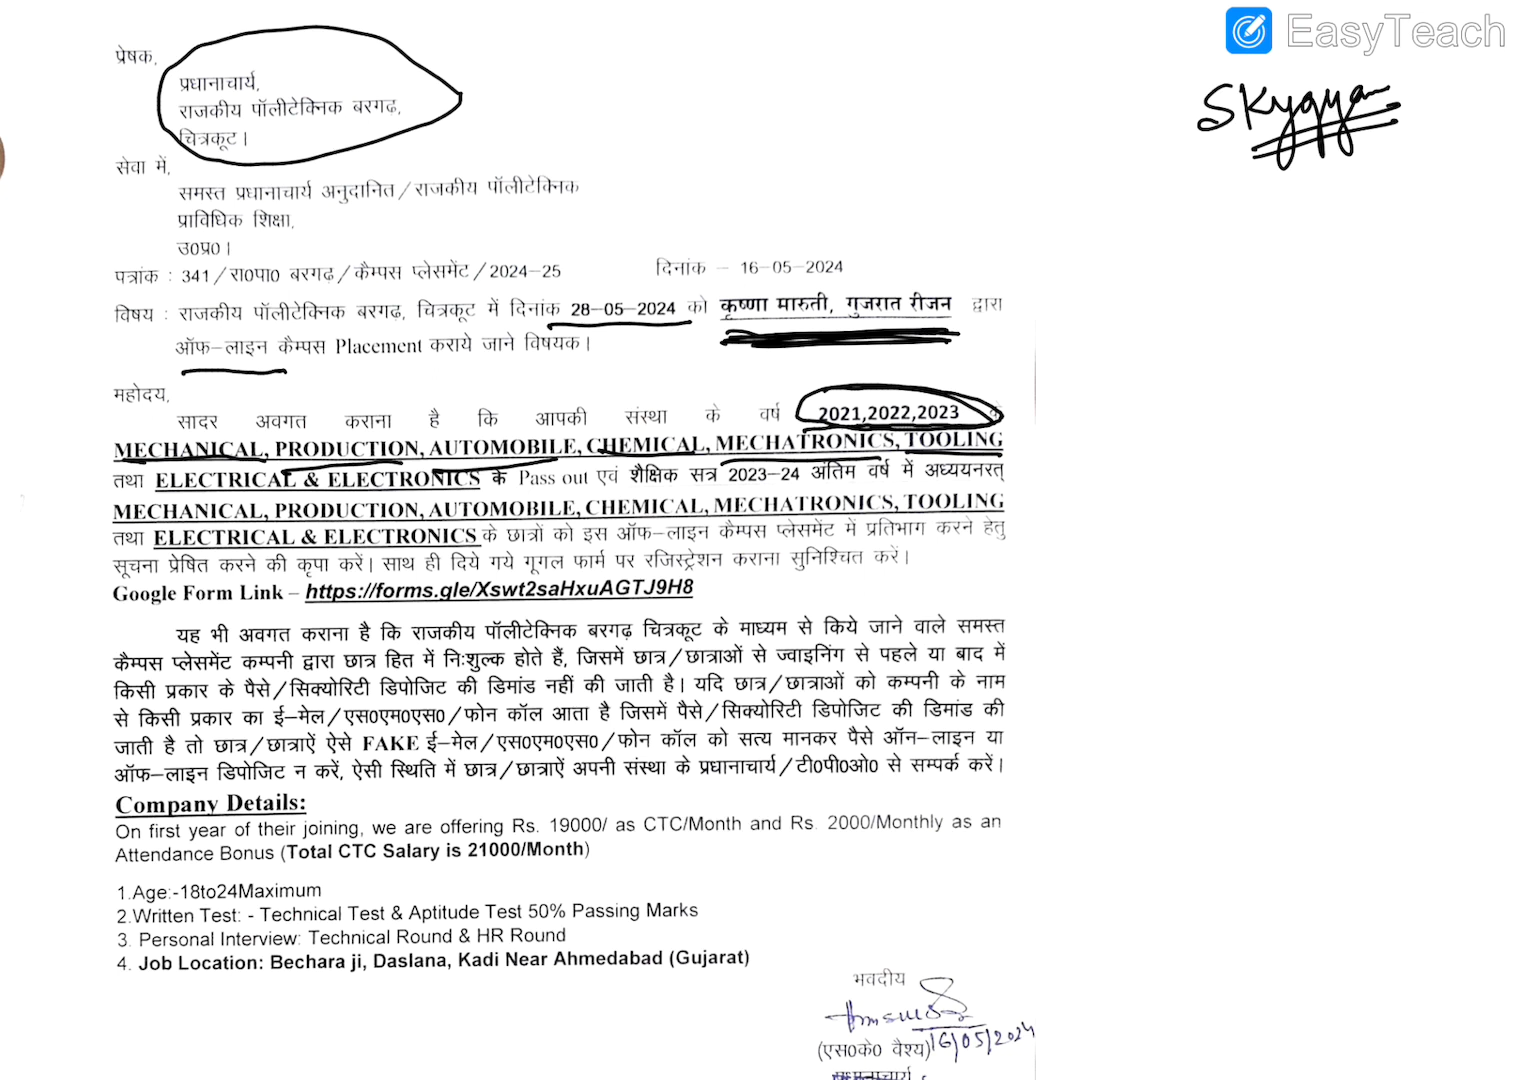 EasyTeach
Skygyan
प्रेषक,
प्रधानाचार्य,
राजकीय पॉलीटेक्निक बरगढ़,
चित्रकूट।
सेवा में,
समस्त प्रधानाचार्य अनुदानित/राजकीय पॉलीटेक्निक
प्राविधिक शिक्षा,
उ0प्र0।
पत्रांक : 341/रा0पा0 बरगढ़/कैम्पस प्लेसमेंट/2024-25 दिनांक - 16-05-2024
विषय : राजकीय पॉलीटेक्निक बरगढ़, चित्रकूट में दिनांक 28-05-2024 को कृष्णा मारुती, गुजरात रीजन द्वारा
ऑफ-लाइन कैम्पस Placement कराये जाने विषयक।
महोदय,
सादर अवगत कराना है कि आपकी संस्था के वर्ष 2021,2022,2023 के
MECHANICAL, PRODUCTION, AUTOMOBILE, CHEMICAL, MECHATRONICS, TOOLING
तथा ELECTRICAL & ELECTRONICS के Pass out एवं शैक्षिक सत्र 2023-24 अंतिम वर्ष में अध्ययनरत्
MECHANICAL, PRODUCTION, AUTOMOBILE, CHEMICAL, MECHATRONICS, TOOLING
तथा ELECTRICAL & ELECTRONICS के छात्रों को इस ऑफ-लाइन कैम्पस प्लेसमेंट में प्रतिभाग करने हेतु
सूचना प्रेषित करने की कृपा करें। साथ ही दिये गये गूगल फार्म पर रजिस्ट्रेशन कराना सुनिश्चित करें।
Google Form Link – https://forms.gle/Xswt2saHxuAGTJ9H8
यह भी अवगत कराना है कि राजकीय पॉलीटेक्निक बरगढ़ चित्रकूट के माध्यम से किये जाने वाले समस्त
कैम्पस प्लेसमेंट कम्पनी द्वारा छात्र हित में निःशुल्क होते हैं, जिसमें छात्र/छात्राओं से ज्वाइनिंग से पहले या बाद में
किसी प्रकार के पैसे/सिक्योरिटी डिपोजिट की डिमांड नहीं की जाती है। यदि छात्र/छात्राओं को कम्पनी के नाम
से किसी प्रकार का ई-मेल/एस0एम0एस0/फोन कॉल आता है जिसमें पैसे/सिक्योरिटी डिपोजिट की डिमांड की
जाती है तो छात्र/छात्राऐं ऐसे FAKE ई-मेल/एस0एम0एस0/फोन कॉल को सत्य मानकर पैसे ऑन-लाइन या
ऑफ-लाइन डिपोजिट न करें, ऐसी स्थिति में छात्र/छात्राऐं अपनी संस्था के प्रधानाचार्य/टी0पी0ओ0 से सम्पर्क करें।
Company Details:
On first year of their joining, we are offering Rs. 19000/ as CTC/Month and Rs. 2000/Monthly as an
Attendance Bonus (Total CTC Salary is 21000/Month)
1.Age:-18to24Maximum
2.Written Test: - Technical Test & Aptitude Test 50% Passing Marks
3. Personal Interview: Technical Round & HR Round
4. Job Location: Bechara ji, Daslana, Kadi Near Ahmedabad (Gujarat)
भवदीय
16/05/2024
(एस0के0 वैश्य)
प्रधानाचार्य